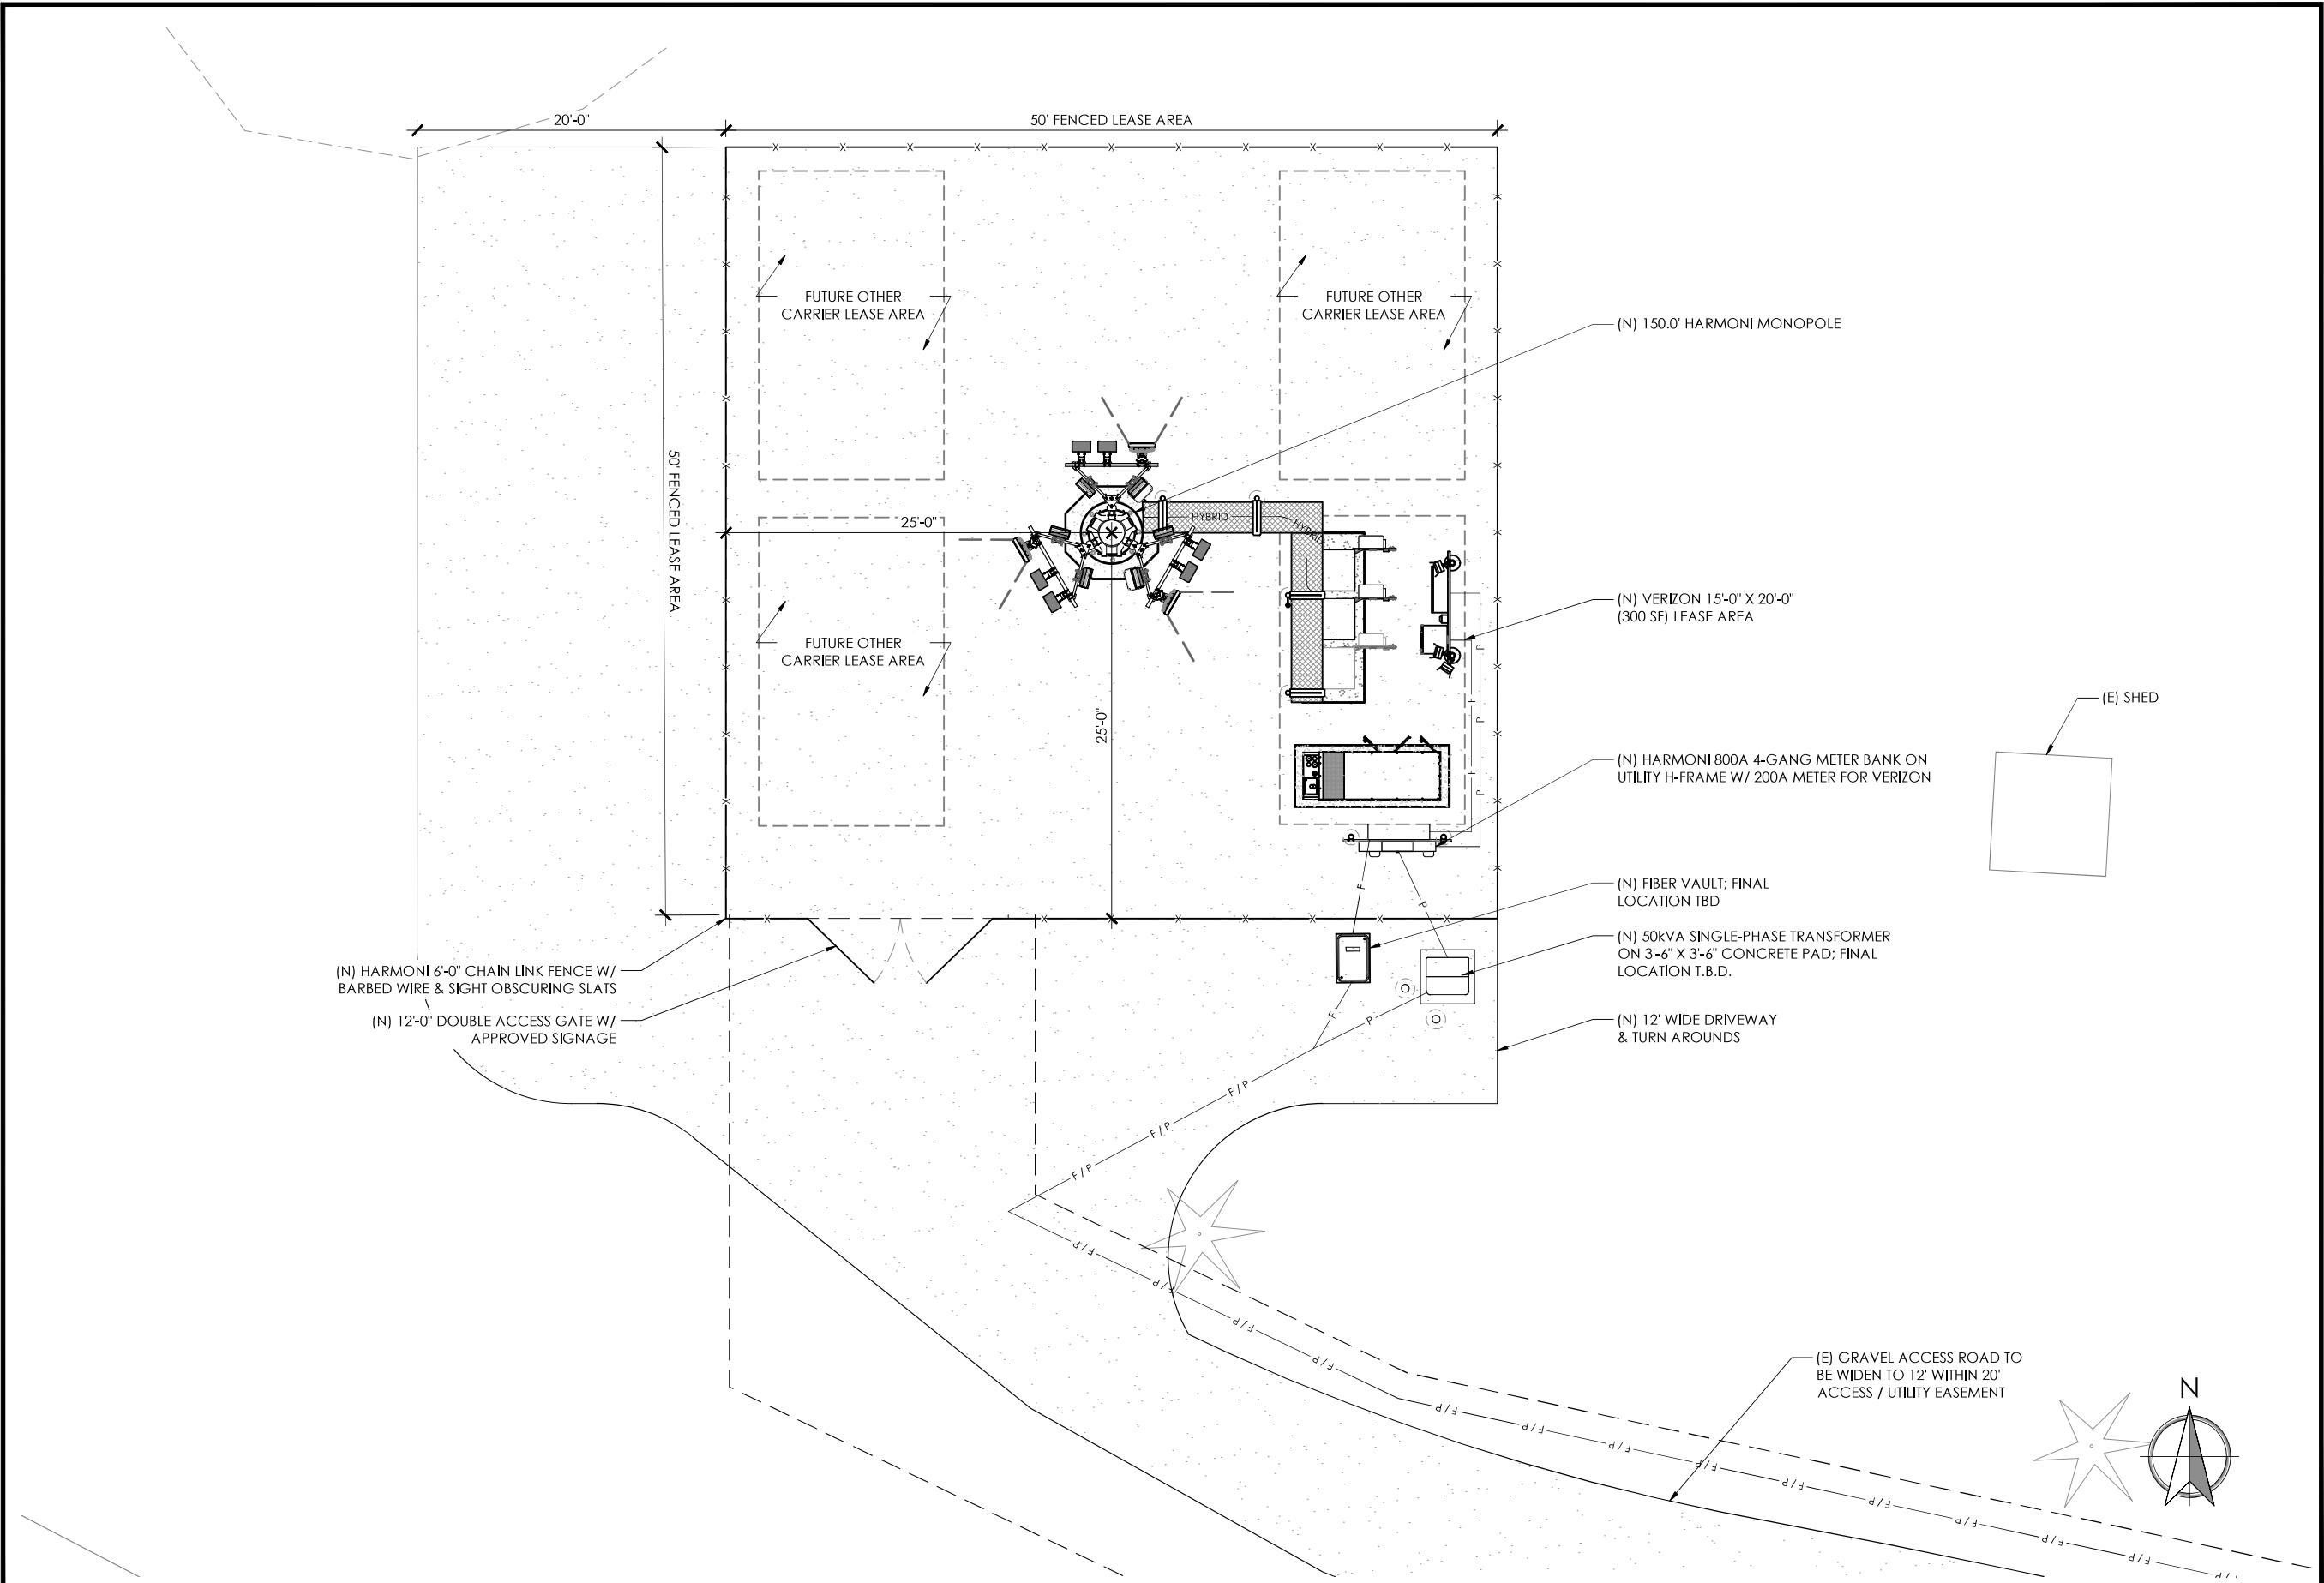 20'-0"
50' FENCED LEASE AREA
FUTURE OTHER
CARRIER LEASE AREA
FUTURE OTHER
CARRIER LEASE AREA
(N) 150.0' HARMONI MONOPOLE
50' FENCED LEASE AREA
25'-0"
HYBRID
HYBRID
(N) VERIZON 15'-0" X 20'-0"
(300 SF) LEASE AREA
FUTURE OTHER
CARRIER LEASE AREA
P
F
P
25'-0"
(E) SHED
(N) HARMONI 800A 4-GANG METER BANK ON
UTILITY H-FRAME W/ 200A METER FOR VERIZON
F
P
F
P
(N) FIBER VAULT; FINAL
LOCATION TBD
(N) 50kVA SINGLE-PHASE TRANSFORMER
ON 3'-6" X 3'-6" CONCRETE PAD; FINAL
LOCATION T.B.D.
(N) HARMONI 6'-0" CHAIN LINK FENCE W/
BARBED WIRE & SIGHT OBSCURING SLATS
(N) 12'-0" DOUBLE ACCESS GATE W/
APPROVED SIGNAGE
F
P
(N) 12' WIDE DRIVEWAY
& TURN AROUNDS
F/P
F/P
F/P
F/P
F/P
F/P
F/P
(E) GRAVEL ACCESS ROAD TO
BE WIDEN TO 12' WITHIN 20'
ACCESS / UTILITY EASEMENT
N
F/P
F/P
F/P
F/P
F/P
F/P
F/P
F/P
F/P